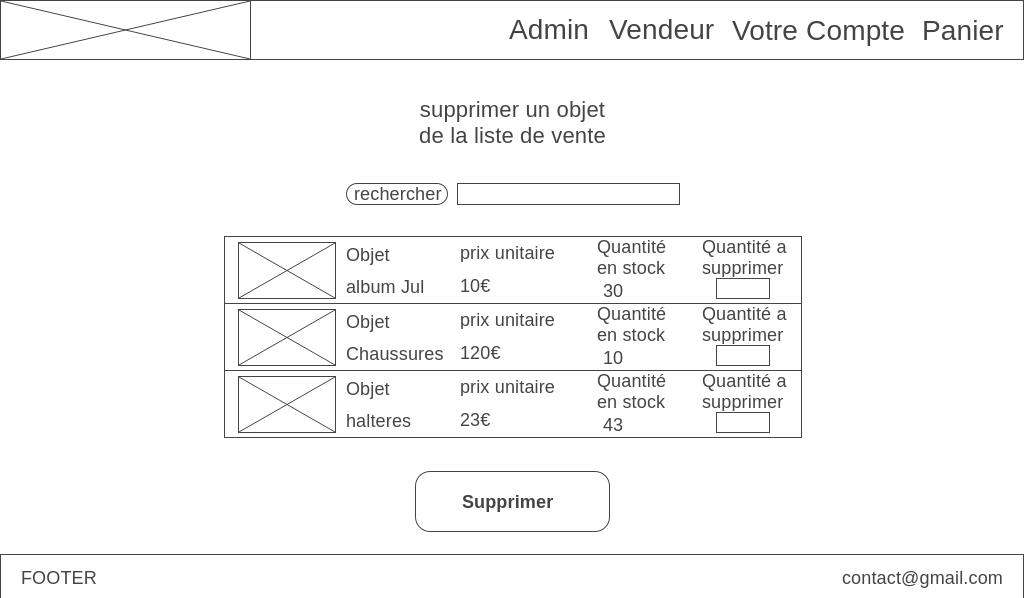 Admin Vendeur Votre Compte Panier
supprimer un objet
de la liste de vente
rechercher
Objet prix unitaire Quantité en stock Quantité a supprimer
album Jul 10€ 30
Objet prix unitaire Quantité en stock Quantité a supprimer
Chaussures 120€ 10
Objet prix unitaire Quantité en stock Quantité a supprimer
halteres 23€ 43
Supprimer
FOOTER contact@gmail.com